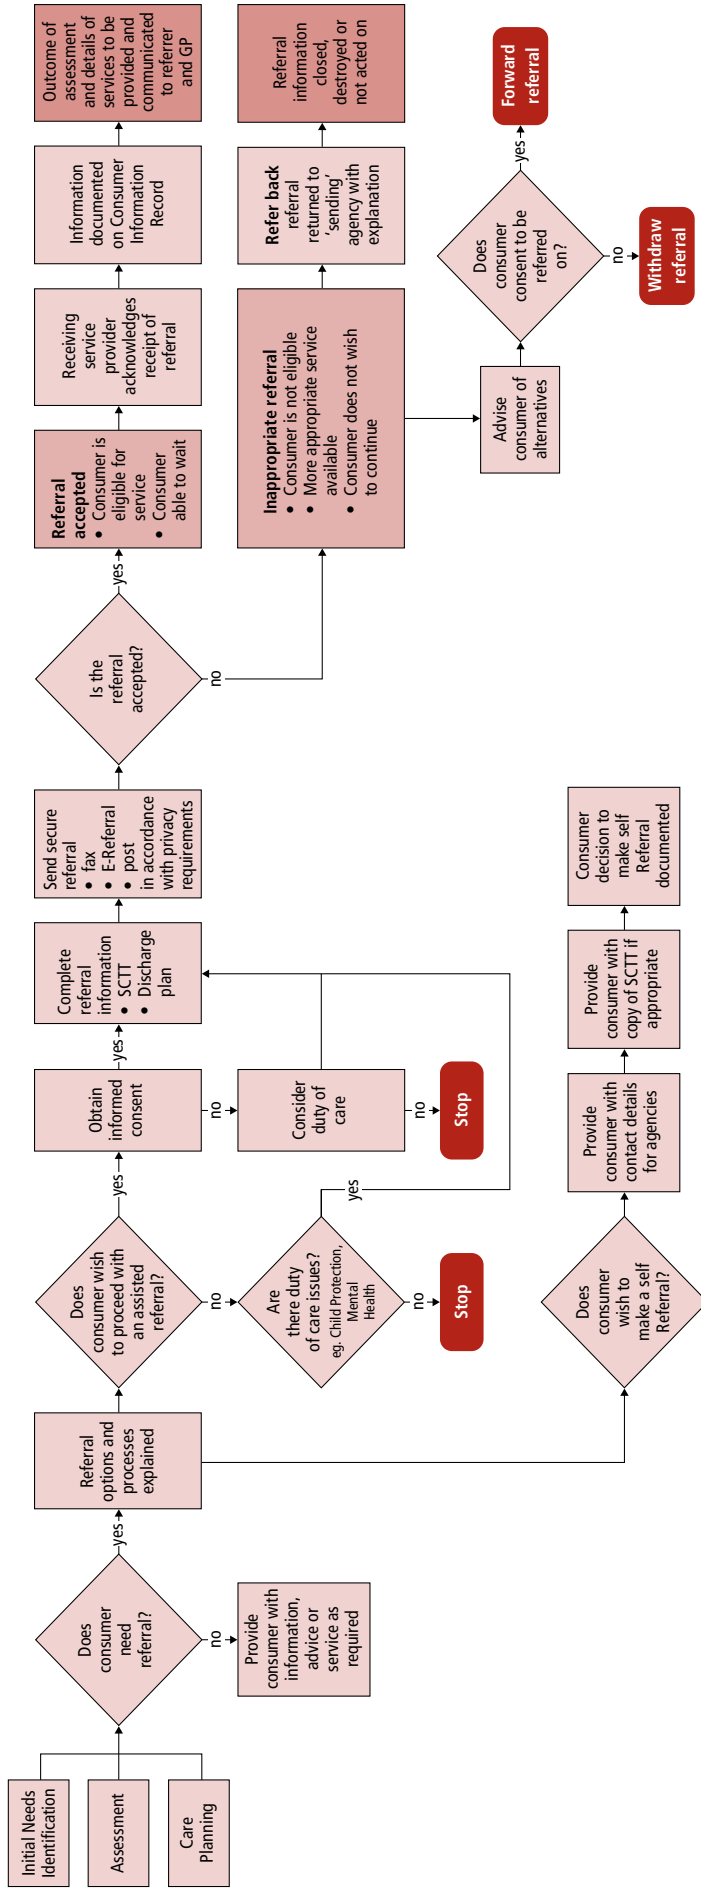 Initial Needs
Identification
Assessment
Care
Planning
Does
consumer
need
referral?
yes
no
Provide
consumer with
information,
advice or
service as
required
Referral
options and
processes
explained
Does
consumer wish
to proceed with
an assisted
referral?
yes
no
Are
there duty
of care issues?
eg. Child Protection,
Mental
Health
yes
no
Stop
Obtain
informed
consent
yes
no
Consider
duty of
care
no
Stop
Complete
referral
information
• SCTT
• Discharge
plan
Send secure
referral
• fax
• E-Referral
• post
in accordance
with privacy
requirements
Is the
referral
accepted?
yes
no
Referral
accepted
• Consumer is
eligible for
service
• Consumer
able to wait
Receiving
service
provider
acknowledges
receipt of
referral
Information
documented
on Consumer
Information
Record
Outcome of
assessment
and details of
services to be
provided and
communicated
to referrer
and GP
Inappropriate referral
• Consumer is not eligible
• More appropriate service
available
• Consumer does not wish
to continue
Refer back
referral
returned to
‘sending’
agency with
explanation
Referral
information
closed,
destroyed or
not acted on
Advise
consumer of
alternatives
Does
consumer
consent to be
referred
on?
yes
Forward
referral
no
Withdraw
referral
Does
consumer
wish to
make a self
Referral?
Provide
consumer with
contact details
for agencies
Provide
consumer with
copy of SCTT if
appropriate
Consumer
decision to
make self
Referral
documented